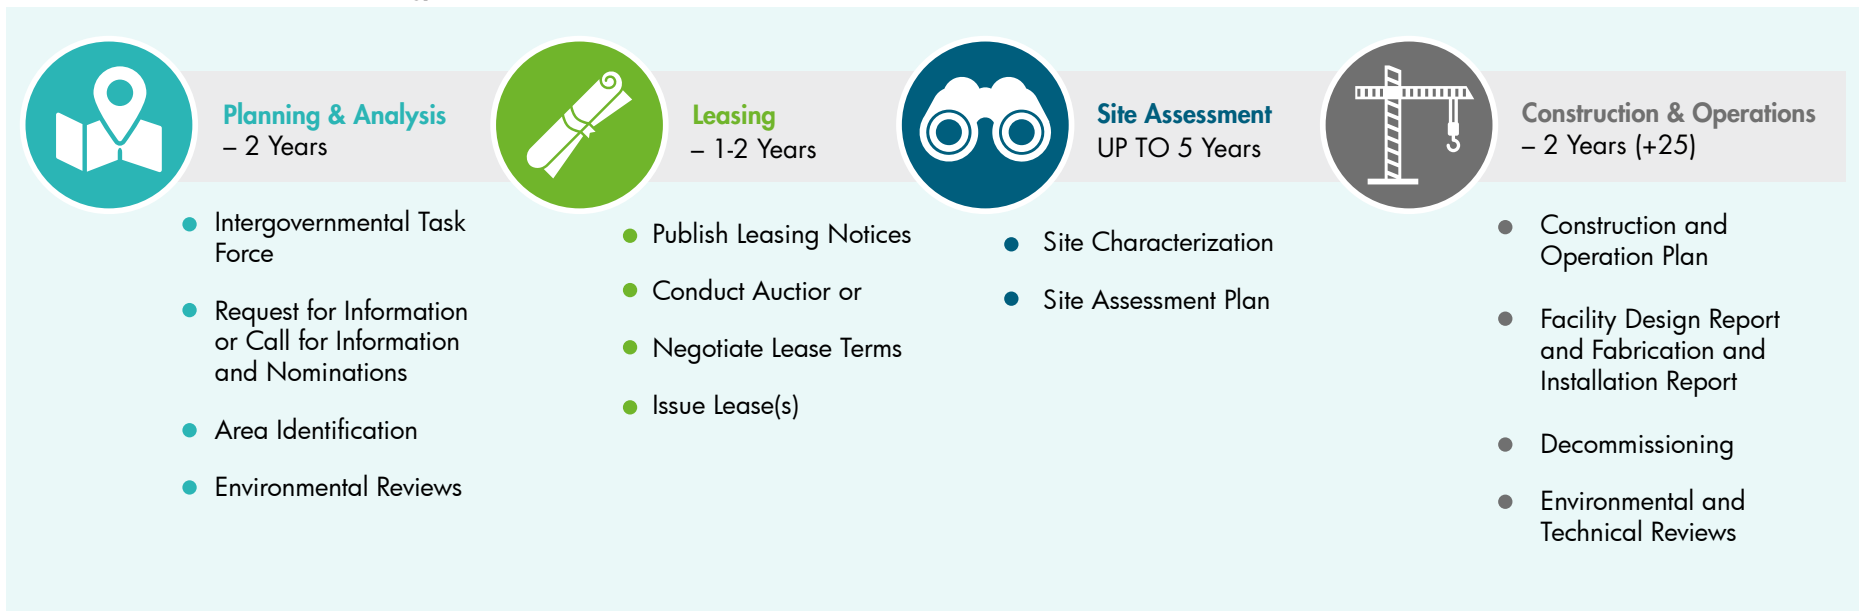 Planning & Analysis
– 2 Years
Intergovernmental Task
Force
Request for Information
or Call for Information
and Nominations
Area Identification
Environmental Reviews
Leasing
– 1-2 Years
Publish Leasing Notices
Conduct Auctior or
Negotiate Lease Terms
Issue Lease(s)
Site Assessment
UP TO 5 Years
Site Characterization
Site Assessment Plan
Construction & Operations
– 2 Years (+25)
Construction and
Operation Plan
Facility Design Report
and Fabrication and
Installation Report
Decommissioning
Environmental and
Technical Reviews